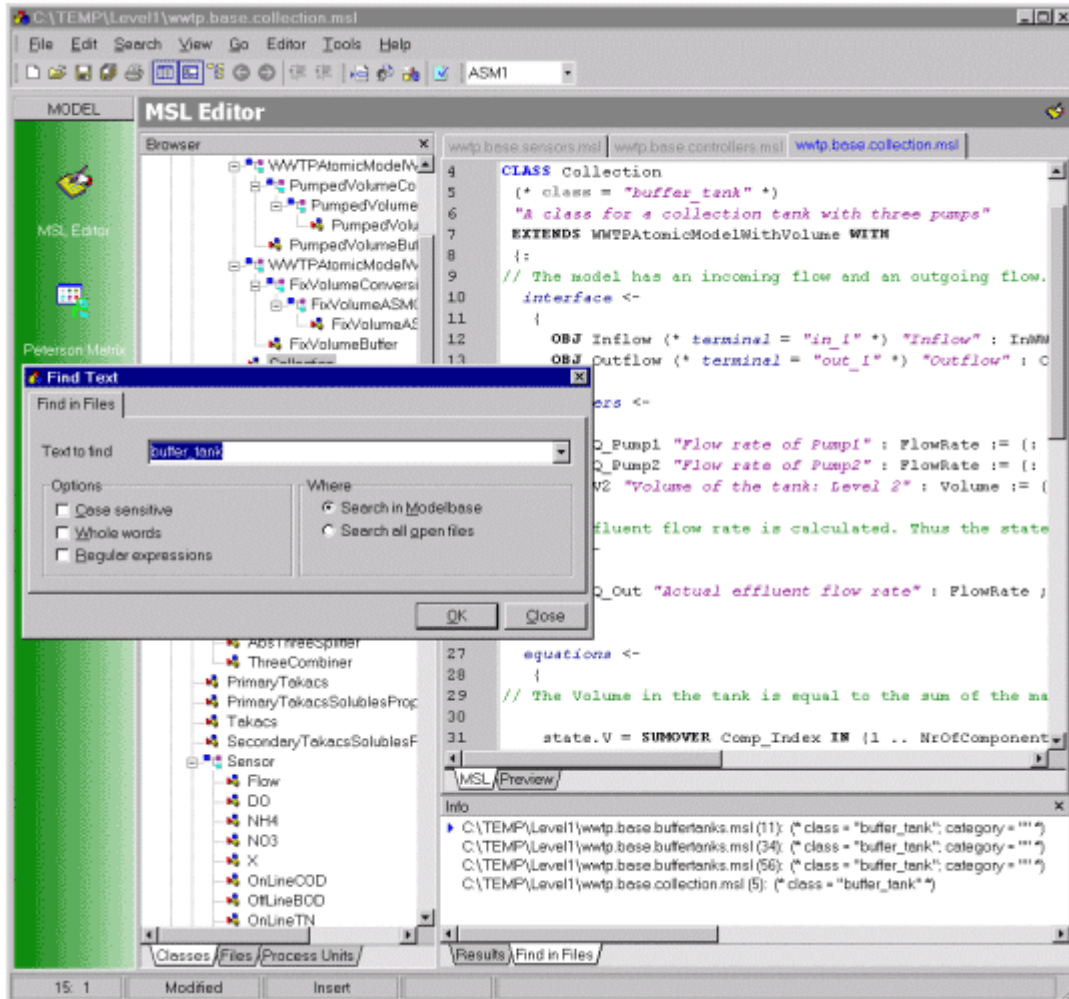 C:\TEMP\Level1\wwtp.base.collection.msl
File Edit Search View Go Editor Tools Help
ASM1
MODEL
MSL Editor
Peterson Matrix
MSL Editor
Browser
WWTPAtomicModelW
PumpedVolumeCo
PumpedVolume
PumpedVolu
PumpedVolumeBuf
WWTPAtomicModelW
FixVolumeConversi
FixVolumeASM
FixVolumeAS
FixVolumeBuffer
Collection
AbsThreeSplitter
ThreeCombiner
PrimaryTakacs
PrimaryTakacsSolublesProp
Takacs
SecondaryTakacsSolublesF
Sensor
Flow
DO
NH4
NO3
X
OnLineCOD
OffLineBOD
OnLineTN
Classes Files Process Units
wwtp.base.sensors.msl wwtp.base.controllers.msl wwtp.base.collection.msl
4 CLASS Collection
5 (* class = "buffer_tank" *)
6 "A class for a collection tank with three pumps"
7 EXTENDS WWTPAtomicModelWithVolume WITH
8 {:
9 // The model has an incoming flow and an outgoing flow.
10 interface <-
11 {
12 OBJ Inflow (* terminal = "in_1" *) "Inflow" : InWW
13 OBJ Outflow (* terminal = "out_1" *) "Outflow" : O
ers <-
Q_Pump1 "Flow rate of Pump1" : FlowRate := {:
Q_Pump2 "Flow rate of Pump2" : FlowRate := {:
V2 "Volume of the tank: Level 2" : Volume := {
fluent flow rate is calculated. Thus the state
Q_Out "Actual effluent flow rate" : FlowRate ;
27 equations <-
28 {
29 // The Volume in the tank is equal to the sum of the ma
30
31 state.V = SUMOVER Comp_Index IN {1 .. NrOfComponent
MSL Preview
Find Text
Find in Files
Text to find buffer_tank
Options
Case sensitive
Whole words
Regular expressions
Where
Search in Modelbase
Search all open files
OK Close
Info
C:\TEMP\Level1\wwtp.base.buffertanks.msl (11): (* class = "buffer_tank"; category = "" *)
C:\TEMP\Level1\wwtp.base.buffertanks.msl (34): (* class = "buffer_tank"; category = "" *)
C:\TEMP\Level1\wwtp.base.buffertanks.msl (56): (* class = "buffer_tank"; category = "" *)
C:\TEMP\Level1\wwtp.base.collection.msl (5): (* class = "buffer_tank" *)
Results Find in Files
15: 1 Modified Insert